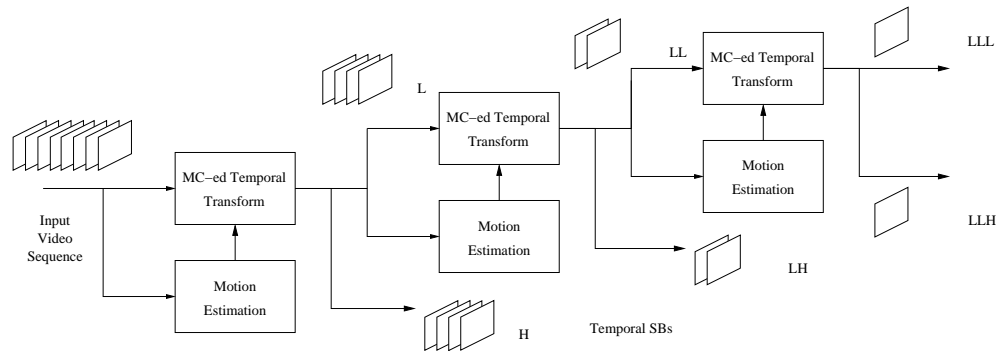 MC−ed Temporal
Transform
LL
LLL
L
MC−ed Temporal
Transform
Motion
Estimation
MC−ed Temporal
Transform
Input
Video
Sequence
Motion
Estimation
LLH
Motion
Estimation
LH
H
Temporal SBs